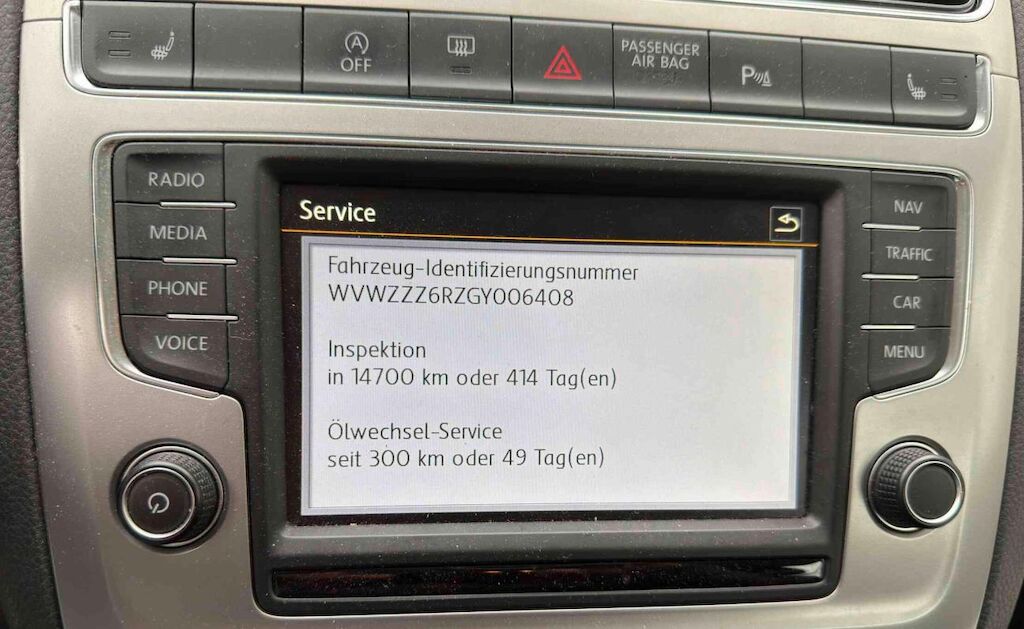 A
OFF
PASSENGER
AIR BAG
P
RADIO
MEDIA
PHONE
VOICE
Service
Fahrzeug-Identifizierungsnummer
WVWZZZ6RZGY006408
Inspektion
in 14700 km oder 414 Tag(en)
Ölwechsel-Service
seit 300 km oder 49 Tag(en)
NAV
TRAFFIC
CAR
MENU